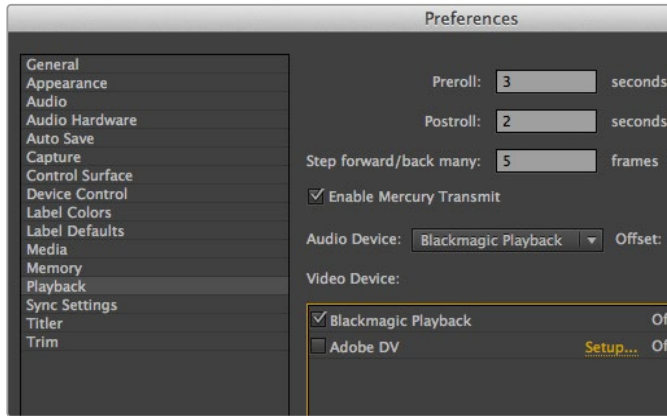 Preferences
General
Appearance
Audio
Audio Hardware
Auto Save
Capture
Control Surface
Device Control
Label Colors
Label Defaults
Media
Memory
Playback
Sync Settings
Titler
Trim
Preroll: 3 seconds
Postroll: 2 seconds
Step forward/back many: 5 frames
Enable Mercury Transmit
Audio Device: Blackmagic Playback Offset:
Video Device:
Blackmagic Playback
Adobe DV Setup...